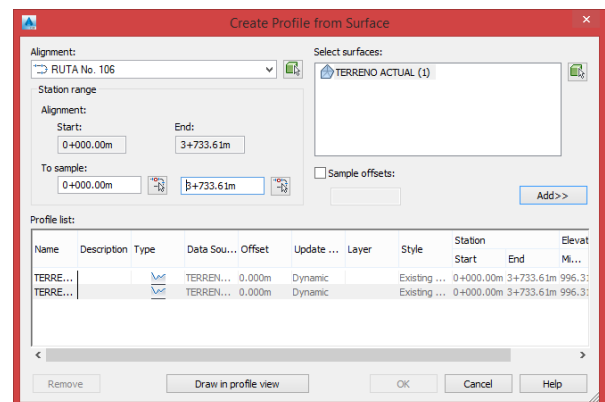 Create Profile from Surface
Alignment:
RUTA No. 106
Select surfaces:
TERRENO ACTUAL (1)
Station range
Alignment:
Start:
End:
0+000.00m
3+733.61m
To sample:
0+000.00m
3+733.61m
Sample offsets:
Add>>
Profile list:
Name Description Type Data Sou... Offset Update ... Layer Style Station Elevat
Start End Mi...
TERRE... TERREN... 0.000m Dynamic Existing ... 0+000.00m 3+733.61m 996.31
TERRE... TERREN... 0.000m Dynamic Existing ... 0+000.00m 3+733.61m 996.31
Remove Draw in profile view OK Cancel Help